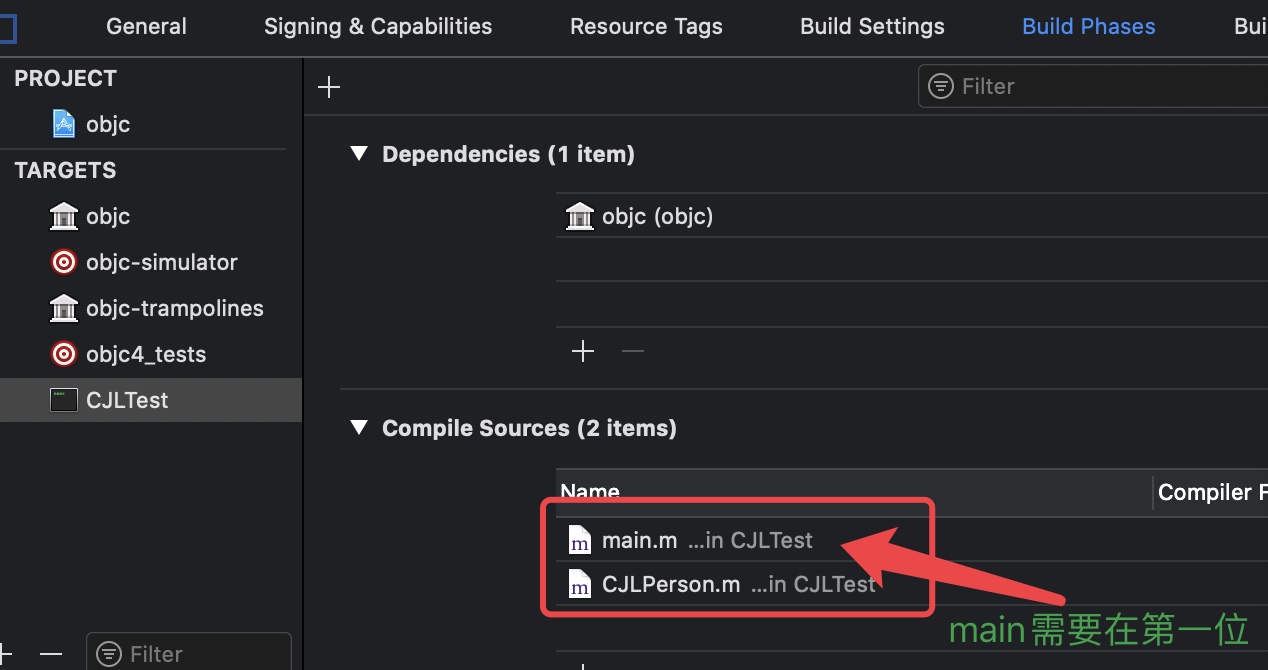 General Signing & Capabilities Resource Tags Build Settings Build Phases Bui
PROJECT
objc
TARGETS
objc
objc-simulator
objc-trampolines
objc4_tests
CJLTest
Filter
Filter
Dependencies (1 item)
objc (objc)
Compile Sources (2 items)
Name Compiler F
main.m ...in CJLTest
CJLPerson.m ...in CJLTest
main需要在第一位